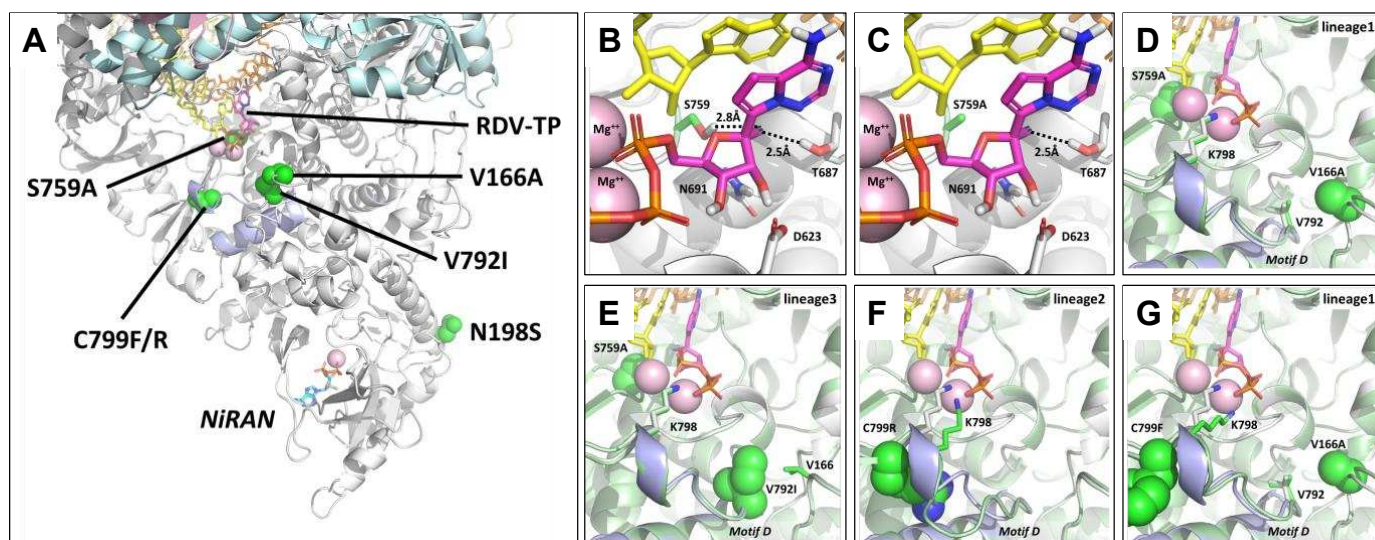 A
RDV-TP
S759A
V166A
V792I
C799F/R
N198S
NiRAN
B
S759
Mg⁺⁺
2.8Å
2.5Å
Mg⁺⁺
N691
T687
D623
C
S759A
Mg⁺⁺
2.5Å
Mg⁺⁺
N691
T687
D623
D
lineage1
S759A
K798
V166A
V792
Motif D
E
lineage3
S759A
K798
V166
V792I
Motif D
F
lineage2
C799R
K798
Motif D
G
lineage1
C799F
K798
V166A
V792
Motif D